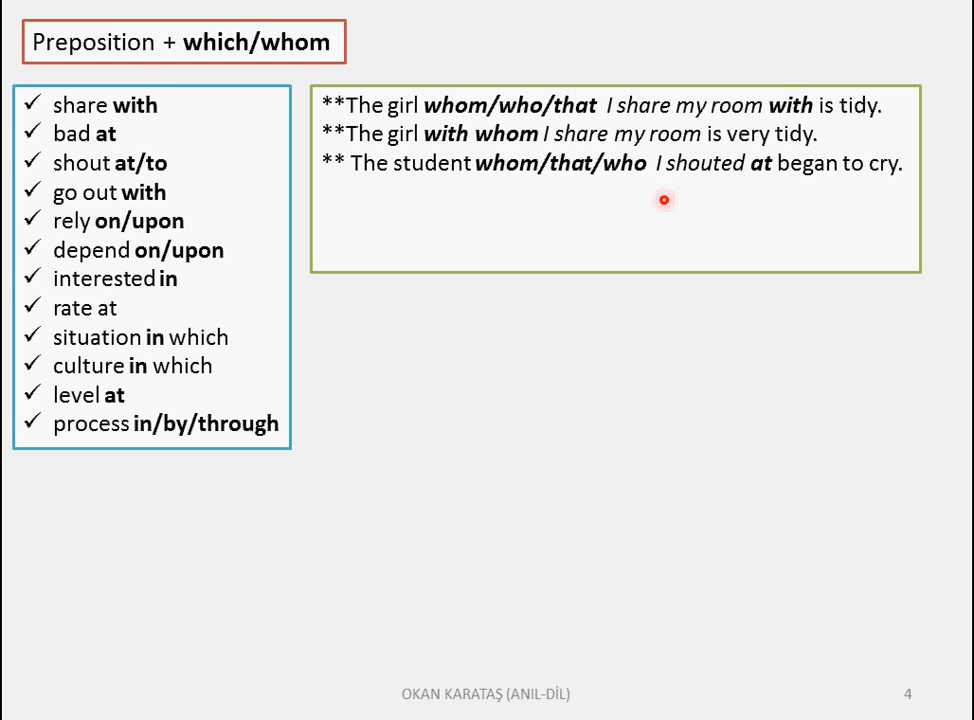 Preposition + which/whom
✓ share with
✓ bad at
✓ shout at/to
✓ go out with
✓ rely on/upon
✓ depend on/upon
✓ interested in
✓ rate at
✓ situation in which
✓ culture in which
✓ level at
✓ process in/by/through
**The girl whom/who/that I share my room with is tidy.
**The girl with whom I share my room is very tidy.
** The student whom/that/who I shouted at began to cry.
OKAN KARATAŞ (ANIL-DİL)
4